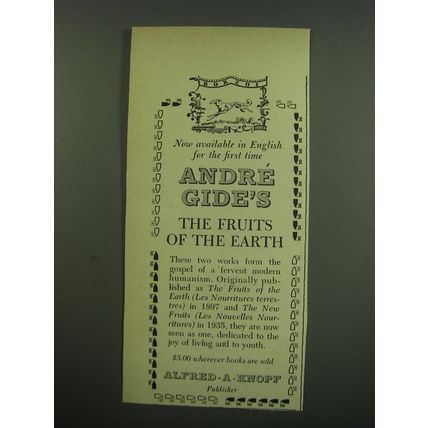 BORZOI
Now available in English
for the first time
ANDRÉ
GIDE'S
THE FRUITS
OF THE EARTH
These two works form the
gospel of a fervent modern
humanism. Originally pub-
lished as The Fruits of the
Earth (Les Nourritures terres-
tres) in 1897 and The New
Fruits (Les Nouvelles Nour-
ritures) in 1935, they are now
seen as one, dedicated to the
joy of living and to youth.
$3.00 wherever books are sold
ALFRED · A · KNOPF
Publisher